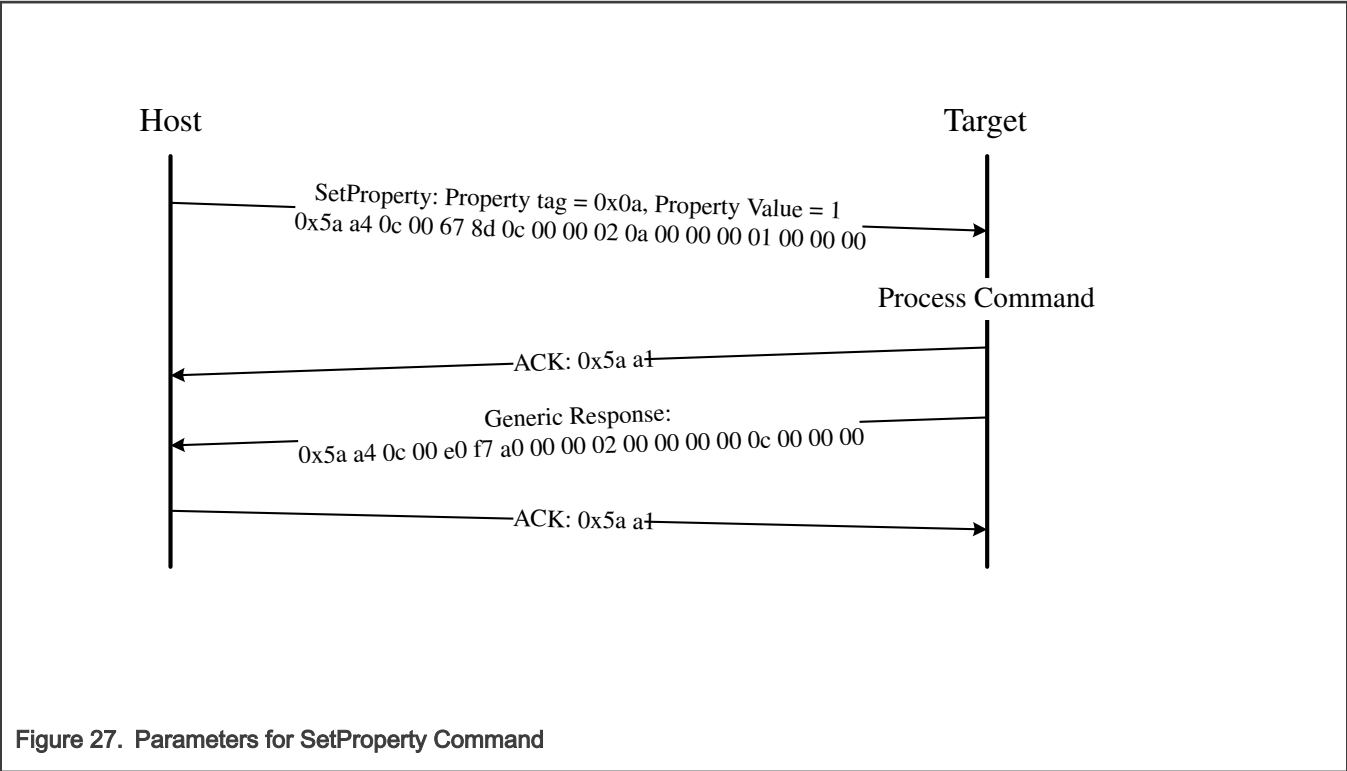 Host
Target
SetProperty: Property tag = 0x0a, Property Value = 1
0x5a a4 0c 00 67 8d 0c 00 00 02 0a 00 00 00 01 00 00 00
Process Command
ACK: 0x5a a1
Generic Response:
0x5a a4 0c 00 e0 f7 a0 00 00 02 00 00 00 00 0c 00 00 00
ACK: 0x5a a1
Figure 27. Parameters for SetProperty Command